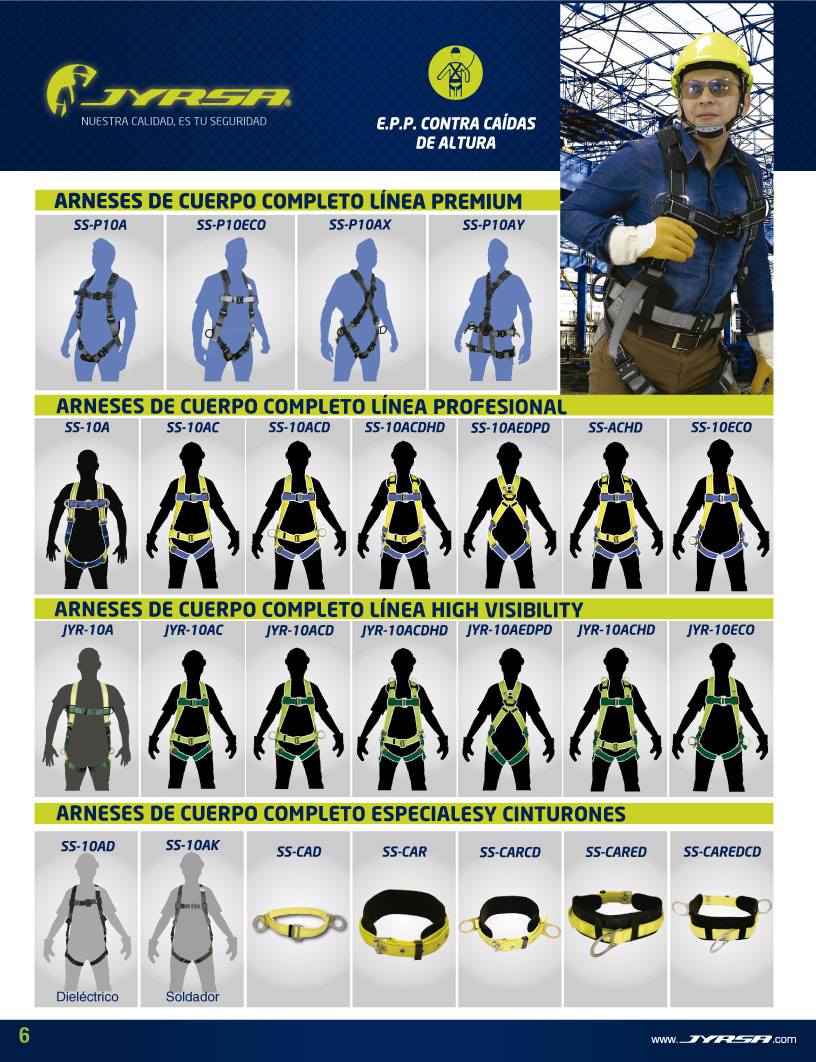 JYRSA®
NUESTRA CALIDAD, ES TU SEGURIDAD
E.P.P. CONTRA CAÍDAS
DE ALTURA
ARNESES DE CUERPO COMPLETO LÍNEA PREMIUM
SS-P10A
SS-P10ECO
SS-P10AX
SS-P10AY
ARNESES DE CUERPO COMPLETO LÍNEA PROFESIONAL
SS-10A
SS-10AC
SS-10ACD
SS-10ACDHD
SS-10AEDPD
SS-ACHD
SS-10ECO
ARNESES DE CUERPO COMPLETO LÍNEA HIGH VISIBILITY
JYR-10A
JYR-10AC
JYR-10ACD
JYR-10ACDHD
JYR-10AEDPD
JYR-10ACHD
JYR-10ECO
ARNESES DE CUERPO COMPLETO ESPECIALESY CINTURONES
SS-10AD
SS-10AK
SS-CAD
SS-CAR
SS-CARCD
SS-CARED
SS-CAREDCD
Dieléctrico
Soldador
6
www.JYRSA.com